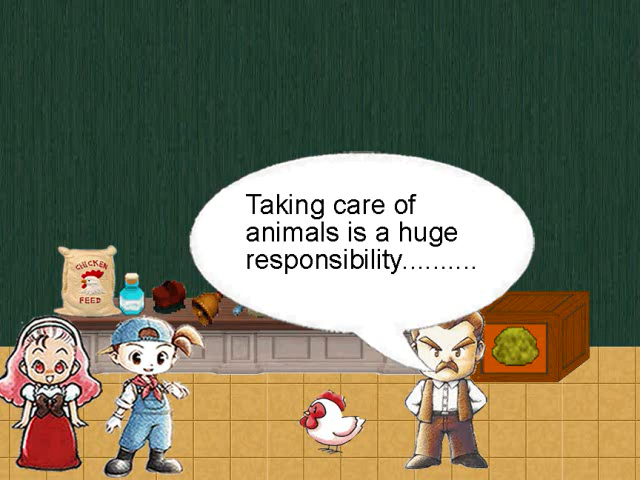 Taking care of
animals is a huge
responsibility..........
CHICKEN
FEED